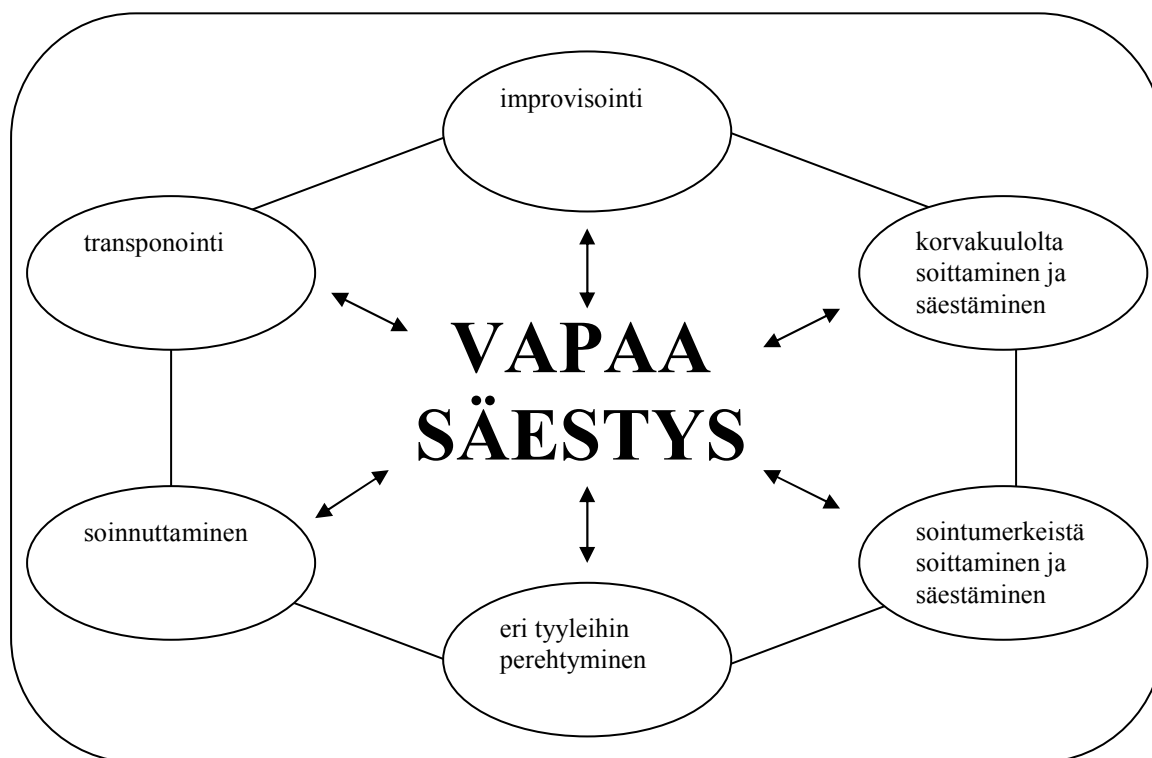 improvisointi
transponointi
korvakuulolta
soittaminen ja
säestäminen
VAPAA
SÄESTYS
soinnuttaminen
sointumerkeistä
soittaminen ja
säestäminen
eri tyyleihin
perehtyminen